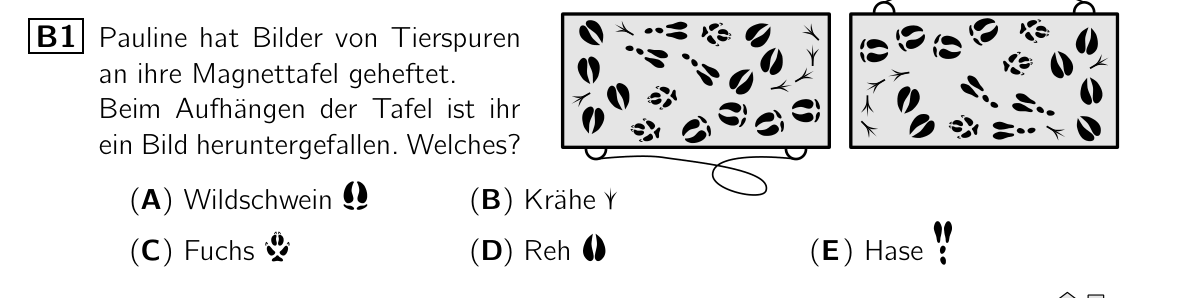 B1 Pauline hat Bilder von Tierspuren
an ihre Magnettafel geheftet.
Beim Aufhängen der Tafel ist ihr
ein Bild heruntergefallen. Welches?
(A) Wildschwein (B) Krähe
(C) Fuchs (D) Reh (E) Hase